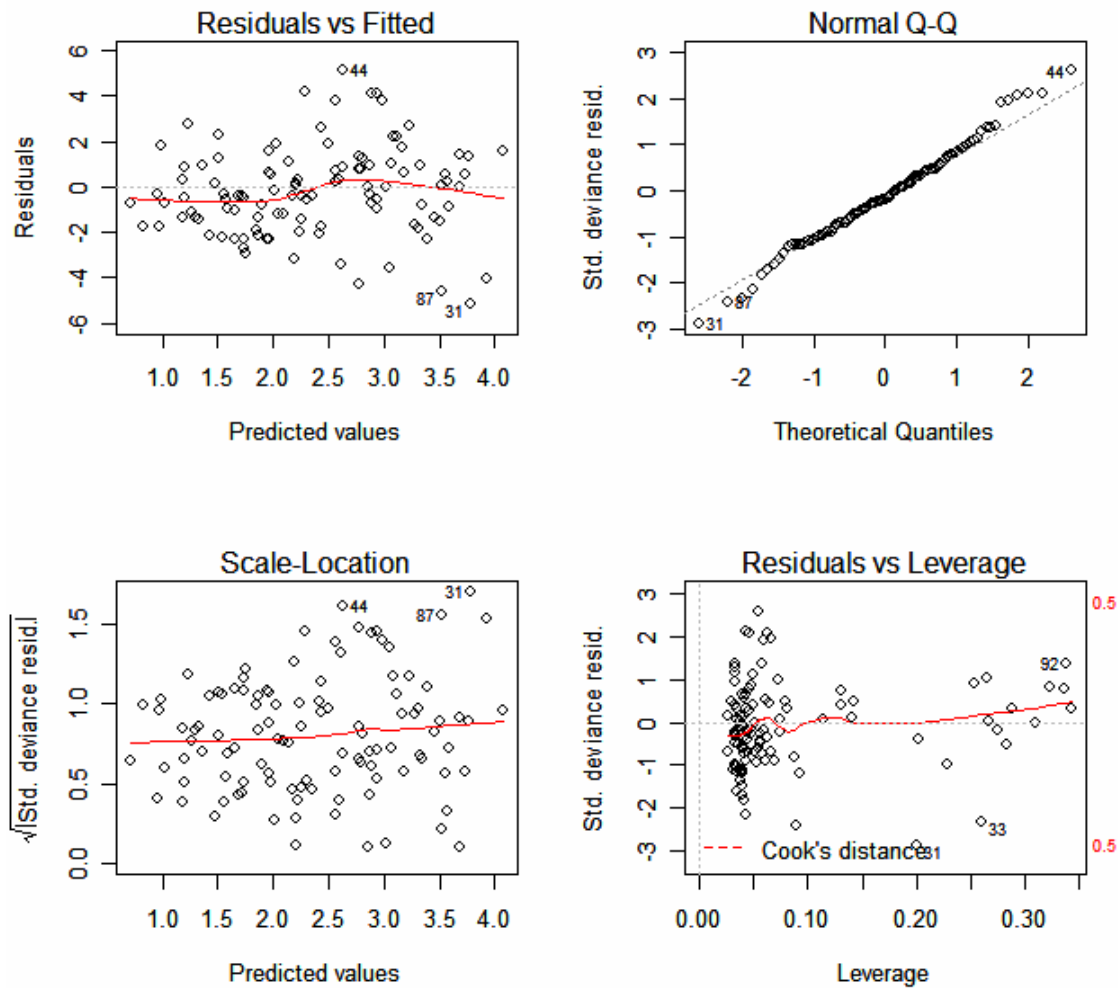 Residuals vs Fitted
Residuals
6
4
2
0
-2
-4
-6
44
87
31
1.0 1.5 2.0 2.5 3.0 3.5 4.0
Predicted values
Normal Q-Q
Std. deviance resid.
3
2
1
0
-1
-2
-3
44
87
31
-2 -1 0 1 2
Theoretical Quantiles
Scale-Location
√|Std. deviance resid.|
1.5
1.0
0.5
0.0
44
31
87
1.0 1.5 2.0 2.5 3.0 3.5 4.0
Predicted values
Residuals vs Leverage
Std. deviance resid.
3
2
1
0
-1
-2
-3
0.5
92
33
Cook's distance
31
0.5
0.00 0.10 0.20 0.30
Leverage